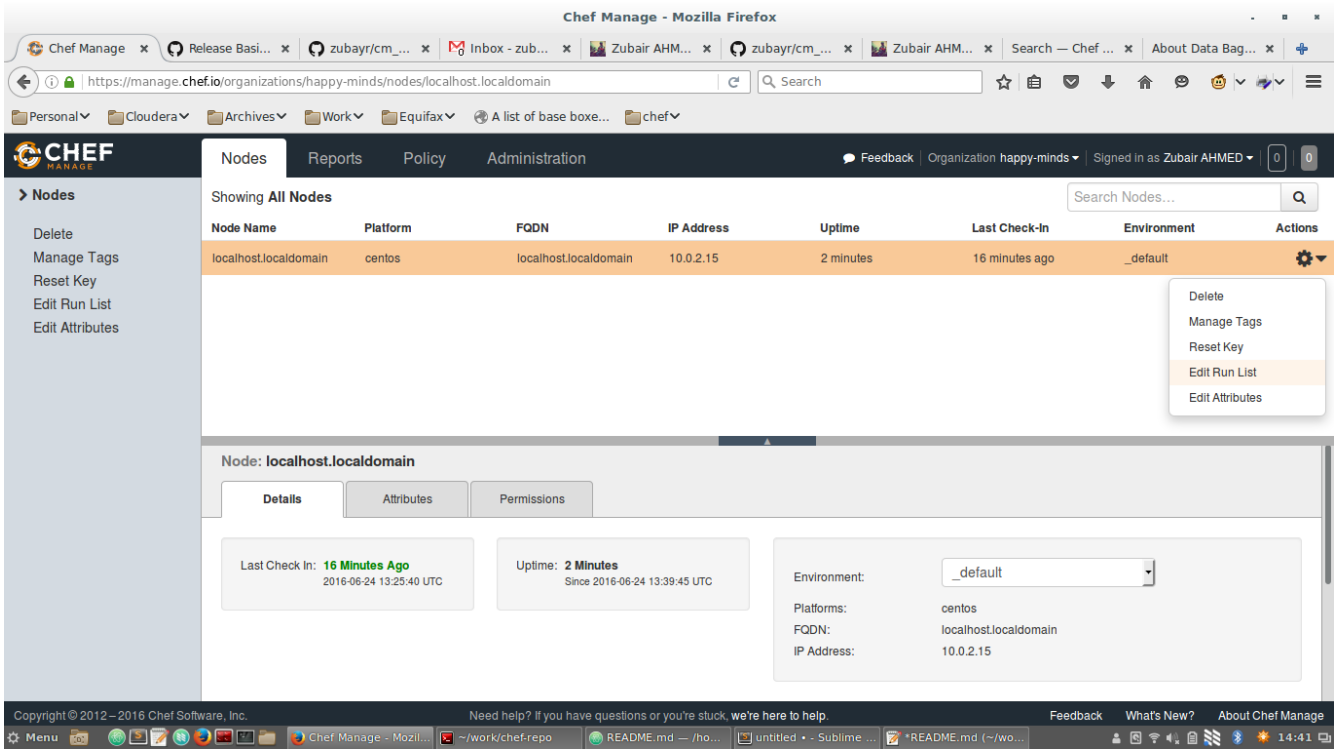 Chef Manage - Mozilla Firefox
Chef Manage
Release Basi...
zubayr/cm_...
Inbox - zub...
Zubair AHM...
zubayr/cm_...
Zubair AHM...
Search — Chef ...
About Data Bag...
https://manage.chef.io/organizations/happy-minds/nodes/localhost.localdomain
Search
Personal
Cloudera
Archives
Work
Equifax
A list of base boxe...
chef
CHEF
MANAGE
Nodes
Reports
Policy
Administration
Feedback
Organization happy-minds
Signed in as Zubair AHMED
0
0
Nodes
Delete
Manage Tags
Reset Key
Edit Run List
Edit Attributes
Showing All Nodes
Search Nodes...
Node Name Platform FQDN IP Address Uptime Last Check-In Environment Actions
localhost.localdomain centos localhost.localdomain 10.0.2.15 2 minutes 16 minutes ago _default
Delete
Manage Tags
Reset Key
Edit Run List
Edit Attributes
Node: localhost.localdomain
Details
Attributes
Permissions
Last Check In: 16 Minutes Ago
2016-06-24 13:25:40 UTC
Uptime: 2 Minutes
Since 2016-06-24 13:39:45 UTC
Environment: _default
Platforms: centos
FQDN: localhost.localdomain
IP Address: 10.0.2.15
Copyright © 2012 – 2016 Chef Software, Inc.
Need help? If you have questions or you're stuck, we're here to help.
Feedback
What's New?
About Chef Manage
Menu
Chef Manage - Mozil...
~/work/chef-repo
README.md — /ho...
untitled • - Sublime ...
*README.md (~/wo...
14:41